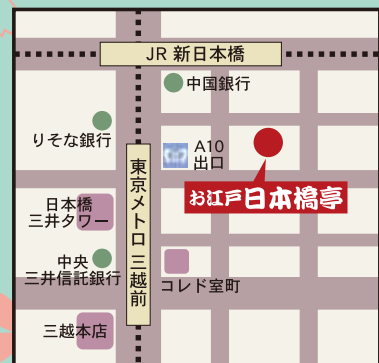 JR 新日本橋
中国銀行
りそな銀行
A10
出口
お江戸日本橋亭
東京メトロ 三越前
日本橋
三井タワー
中央
三井信託銀行
コレド室町
三越本店